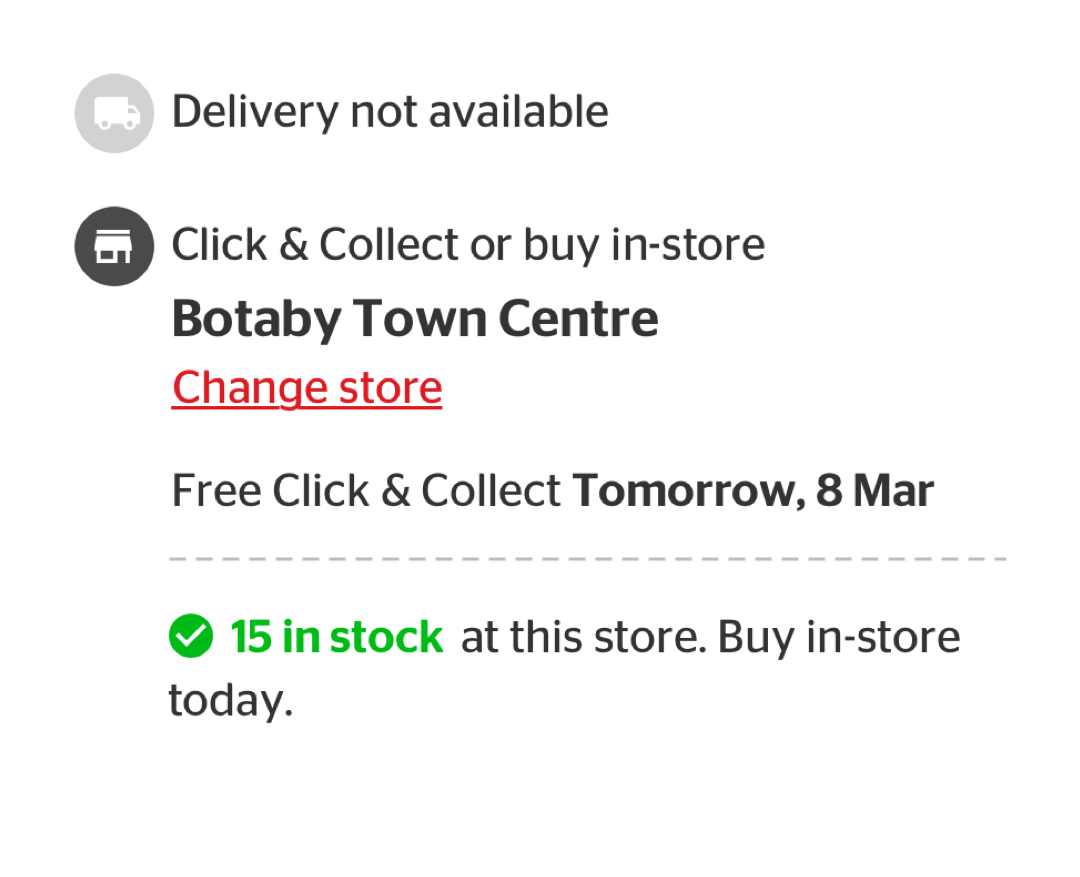 Delivery not available
Click & Collect or buy in-store
Botaby Town Centre
Change store
Free Click & Collect Tomorrow, 8 Mar
15 in stock at this store. Buy in-store
today.